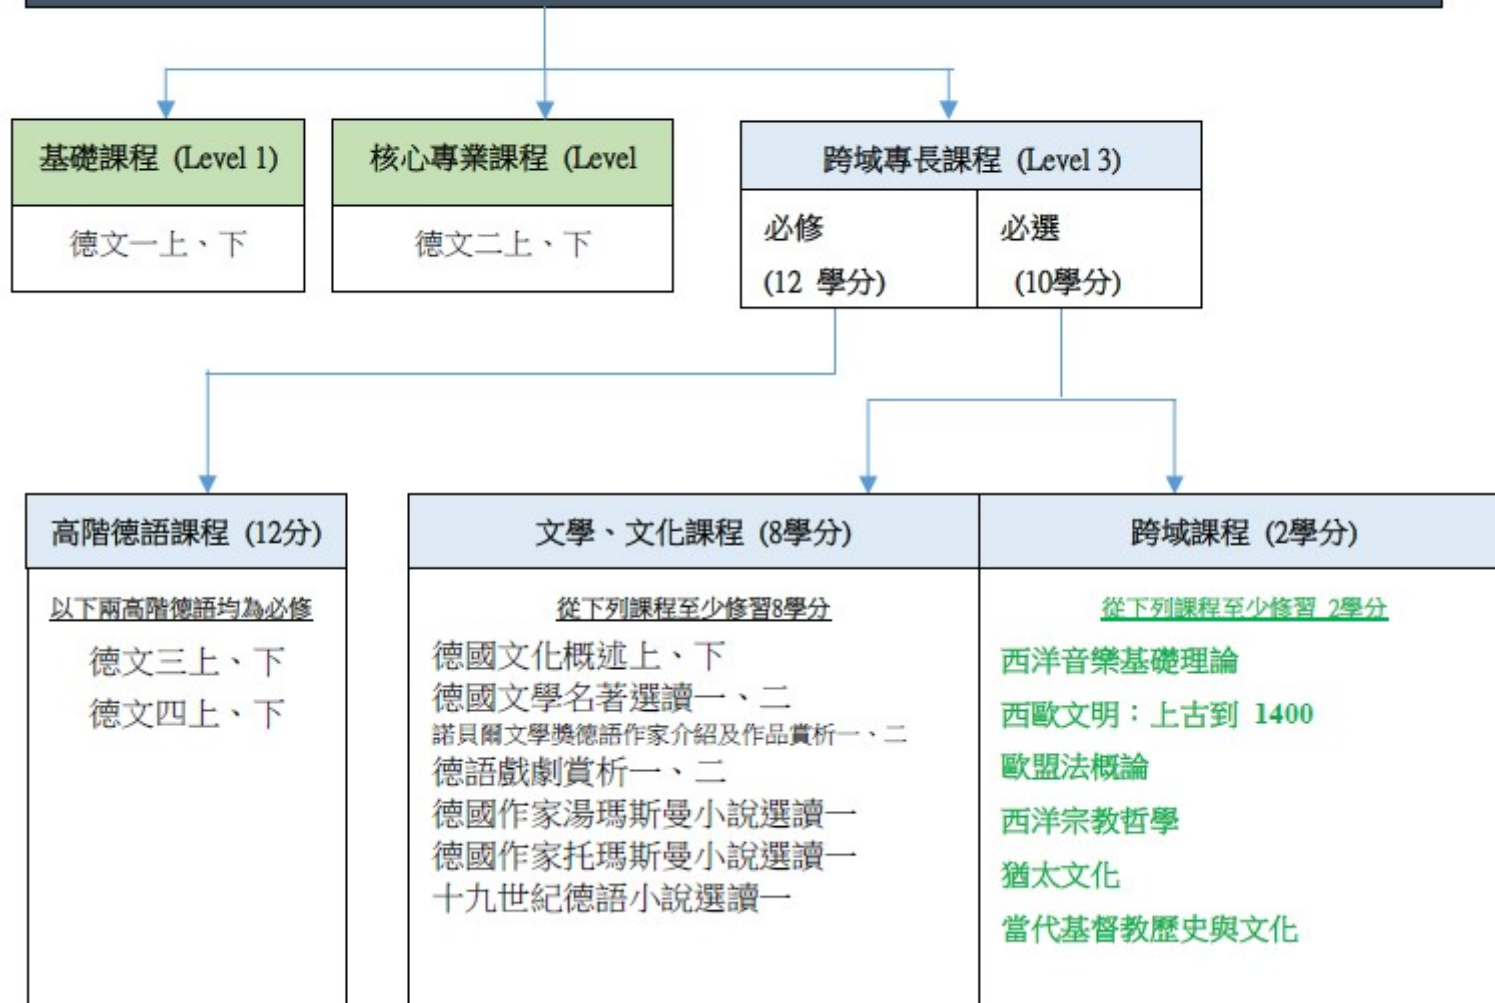 基礎課程 (Level 1)
德文一上、下
核心專業課程 (Level
德文二上、下
跨域專長課程 (Level 3)
必修
(12 學分)
必選
(10學分)
高階德語課程 (12分)
以下兩高階德語均為必修
德文三上、下
德文四上、下
文學、文化課程 (8學分)
從下列課程至少修習8學分
德國文化概述上、下
德國文學名著選讀一、二
諾貝爾文學獎德語作家介紹及作品賞析一、二
德語戲劇賞析一、二
德國作家湯瑪斯曼小說選讀一
德國作家托瑪斯曼小說選讀一
十九世紀德語小說選讀一
跨域課程 (2學分)
從下列課程至少修習 2學分
西洋音樂基礎理論
西歐文明：上古到 1400
歐盟法概論
西洋宗教哲學
猶太文化
當代基督教歷史與文化